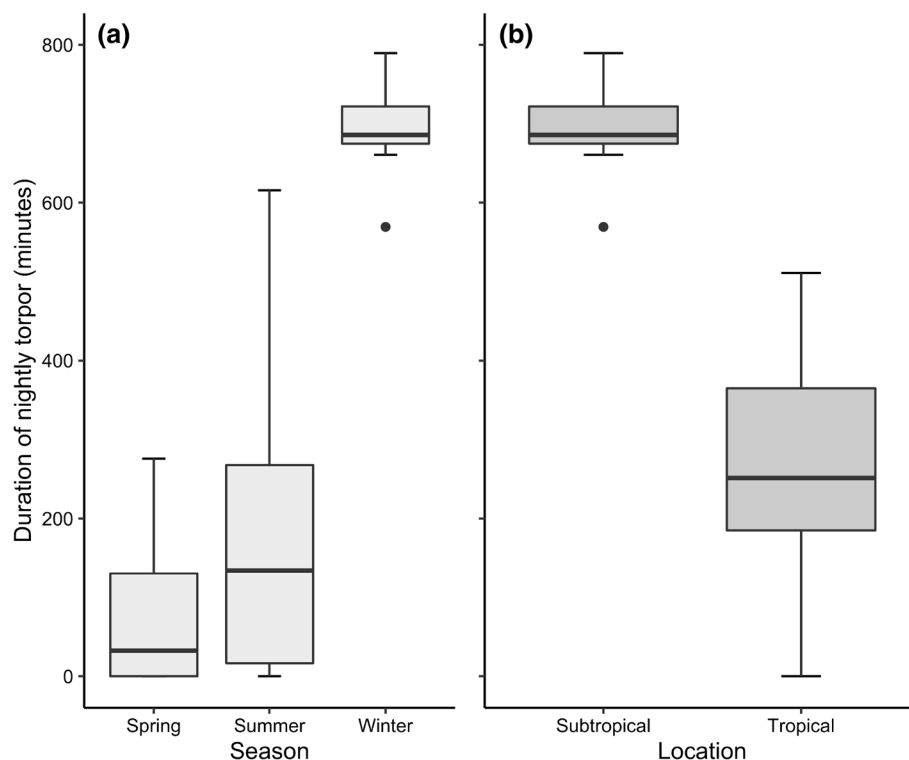 (a)
(b)
Duration of nightly torpor (minutes)
800
600
400
200
0
Spring Summer Winter
Season
Subtropical Tropical
Location